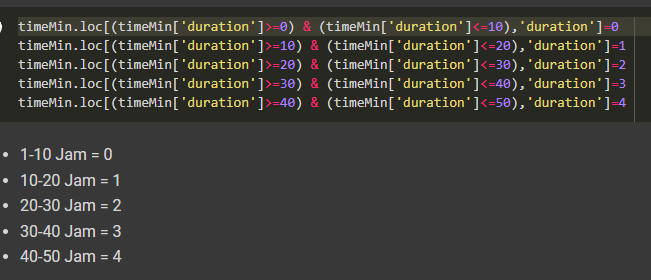 timeMin.loc[(timeMin['duration']>=0) & (timeMin['duration']<=10),'duration']=0
timeMin.loc[(timeMin['duration']>=10) & (timeMin['duration']<=20),'duration']=1
timeMin.loc[(timeMin['duration']>=20) & (timeMin['duration']<=30),'duration']=2
timeMin.loc[(timeMin['duration']>=30) & (timeMin['duration']<=40),'duration']=3
timeMin.loc[(timeMin['duration']>=40) & (timeMin['duration']<=50),'duration']=4
• 1-10 Jam = 0
• 10-20 Jam = 1
• 20-30 Jam = 2
• 30-40 Jam = 3
• 40-50 Jam = 4